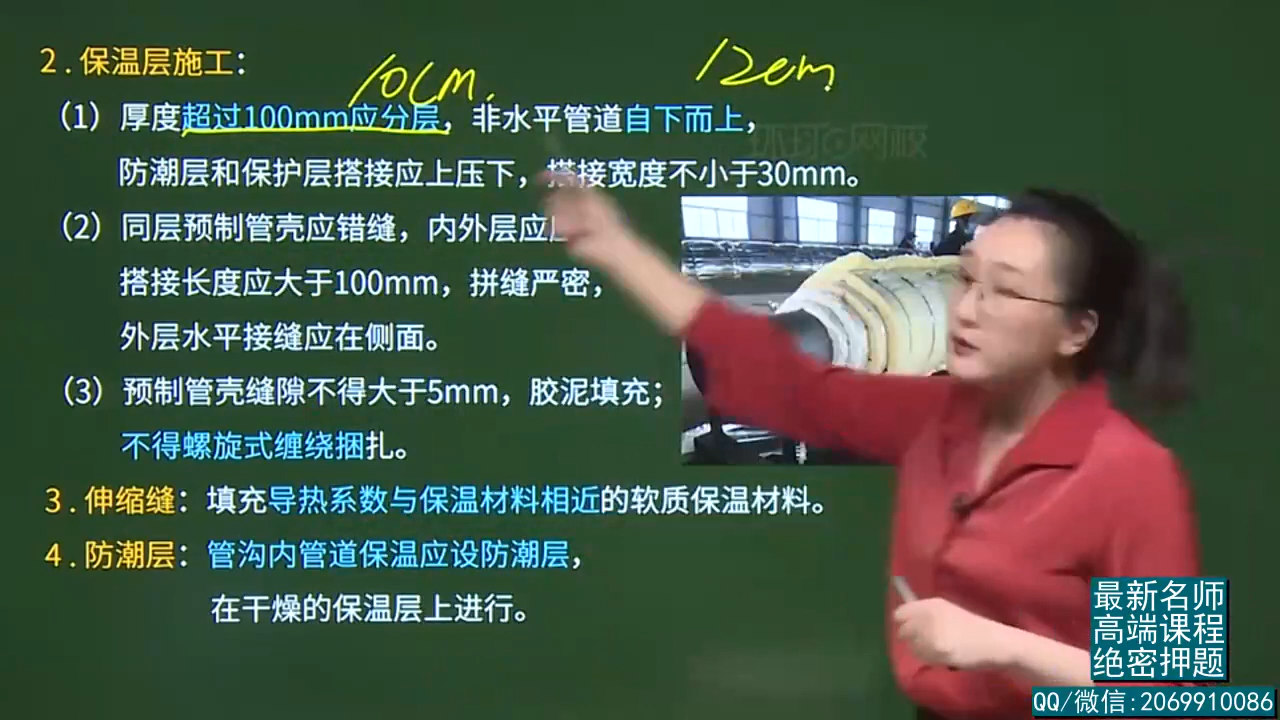 2 . 保温层施工：
10cm.
12cm
（1）厚度超过100mm应分层，非水平管道自下而上，
环球网校
防潮层和保护层搭接应上压下，搭接宽度不小于30mm。
（2）同层预制管壳应错缝，内外层应
搭接长度应大于100mm，拼缝严密，
外层水平接缝应在侧面。
（3）预制管壳缝隙不得大于5mm，胶泥填充；
不得螺旋式缠绕捆扎。
3 . 伸缩缝：填充导热系数与保温材料相近的软质保温材料。
4 . 防潮层：管沟内管道保温应设防潮层，
在干燥的保温层上进行。
最新名师
高端课程
绝密押题
QQ/微信:2069910086